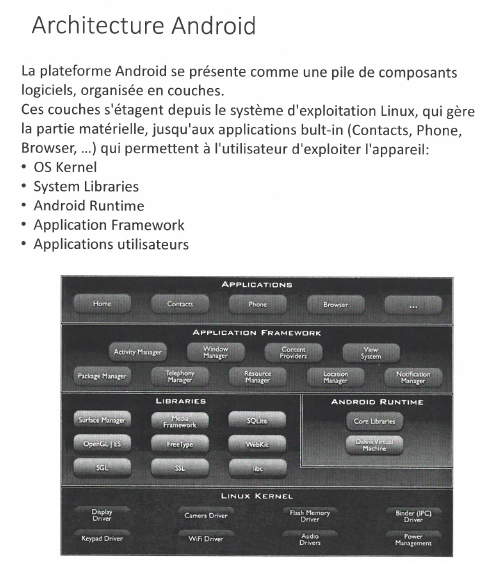 Architecture Android
La plateforme Android se présente comme une pile de composants
logiciels, organisée en couches.
Ces couches s'étagent depuis le système d'exploitation Linux, qui gère
la partie matérielle, jusqu'aux applications bult-in (Contacts, Phone,
Browser, ...) qui permettent à l'utilisateur d'exploiter l'appareil:
• OS Kernel
• System Libraries
• Android Runtime
• Application Framework
• Applications utilisateurs
APPLICATIONS
Home
Contacts
Phone
Browser
...
APPLICATION FRAMEWORK
Activity Manager
Window
Manager
Content
Providers
View
System
Package Manager
Telephony
Manager
Resource
Manager
Location
Manager
Notification
Manager
LIBRARIES
Surface Manager
Media
Framework
SQLite
OpenGL | ES
FreeType
WebKit
SGL
SSL
libc
ANDROID RUNTIME
Core Libraries
Dalvik Virtual
Machine
LINUX KERNEL
Display
Driver
Camera Driver
Flash Memory
Driver
Binder (IPC)
Driver
Keypad Driver
WiFi Driver
Audio
Drivers
Power
Management